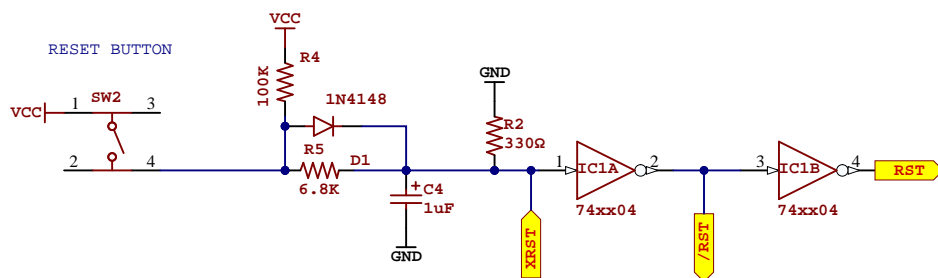 VCC
RESET BUTTON
R4
100K
GND
SW2
1N4148
VCC
1
3
R2
330Ω
R5
D1
2
4
6.8K
1
IC1A
2
3
IC1B
4
RST
C4
1uF
74xx04
74xx04
XRST
/RST
GND